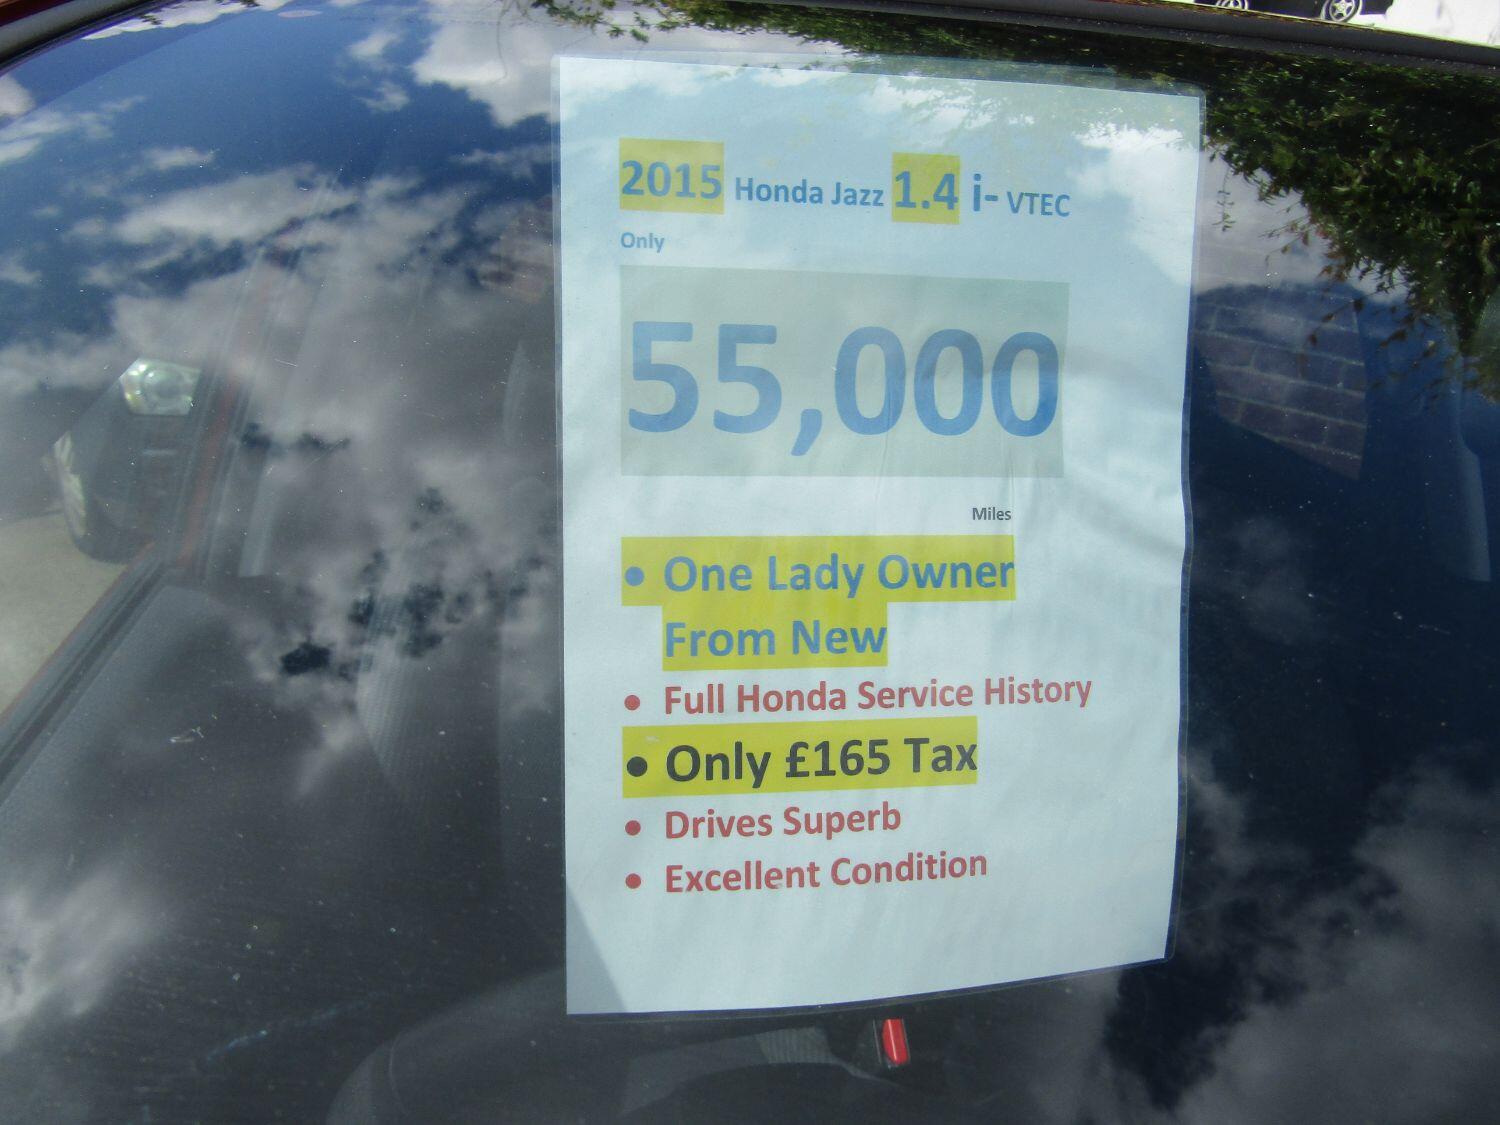 2015 Honda Jazz 1.4 i- VTEC
Only
55,000
Miles
• One Lady Owner
From New
• Full Honda Service History
• Only £165 Tax
• Drives Superb
• Excellent Condition